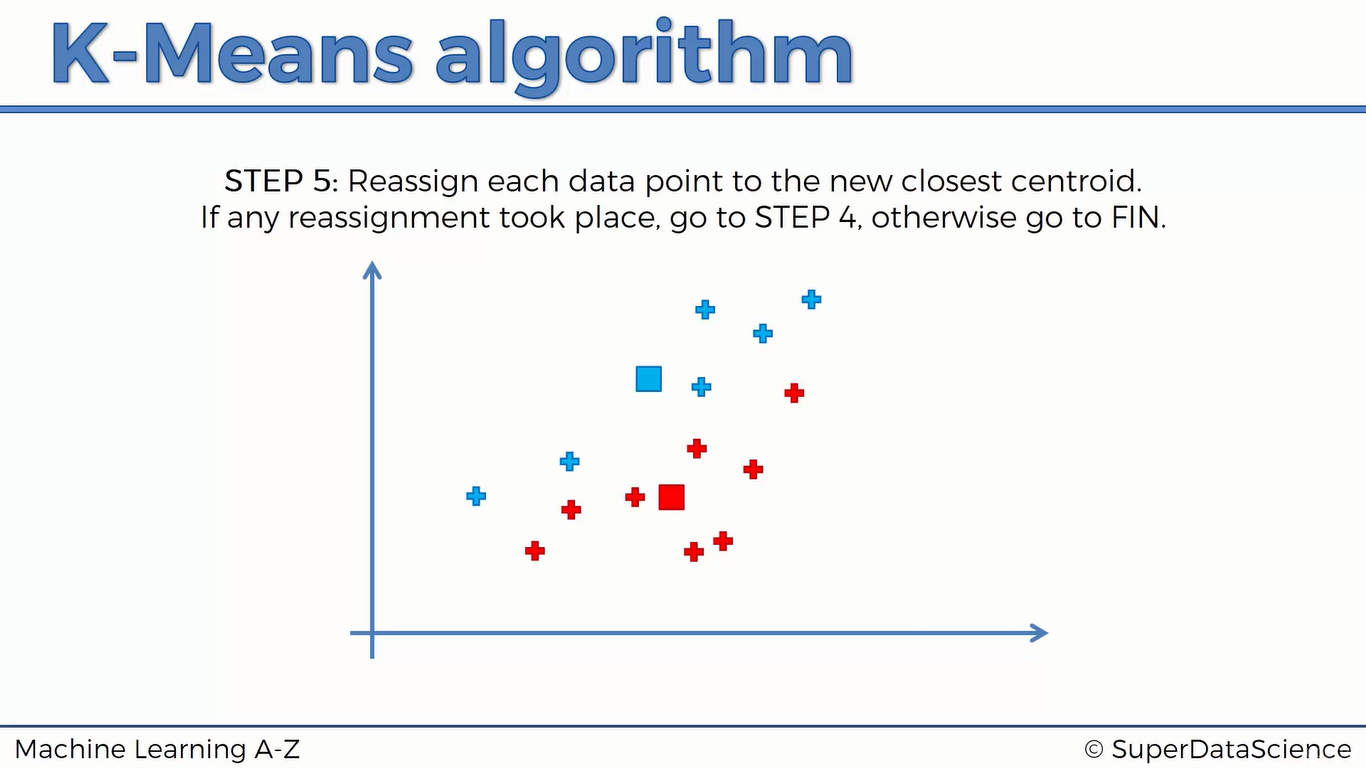 K-Means algorithm
STEP 5: Reassign each data point to the new closest centroid.
If any reassignment took place, go to STEP 4, otherwise go to FIN.
Machine Learning A-Z
© SuperDataScience